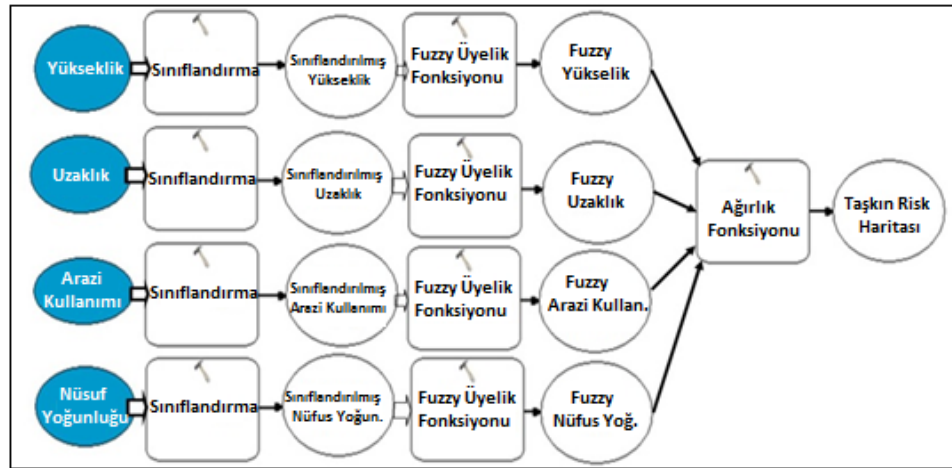 Yükseklik
Sınıflandırma
Sınıflandırılmış
Yükseklik
Fuzzy Üyelik
Fonksiyonu
Fuzzy
Yükselik
Uzaklık
Sınıflandırma
Sınıflandırılmış
Uzaklık
Fuzzy Üyelik
Fonksiyonu
Fuzzy
Uzaklık
Ağırlık
Fonksiyonu
Taşkın Risk
Haritası
Arazi
Kullanımı
Sınıflandırma
Sınıflandırılmış
Arazi Kullanımı
Fuzzy Üyelik
Fonksiyonu
Fuzzy
Arazi Kullan.
Nüsuf
Yoğunluğu
Sınıflandırma
Sınıflandırılmış
Nüfus Yoğun.
Fuzzy Üyelik
Fonksiyonu
Fuzzy
Nüfus Yoğ.